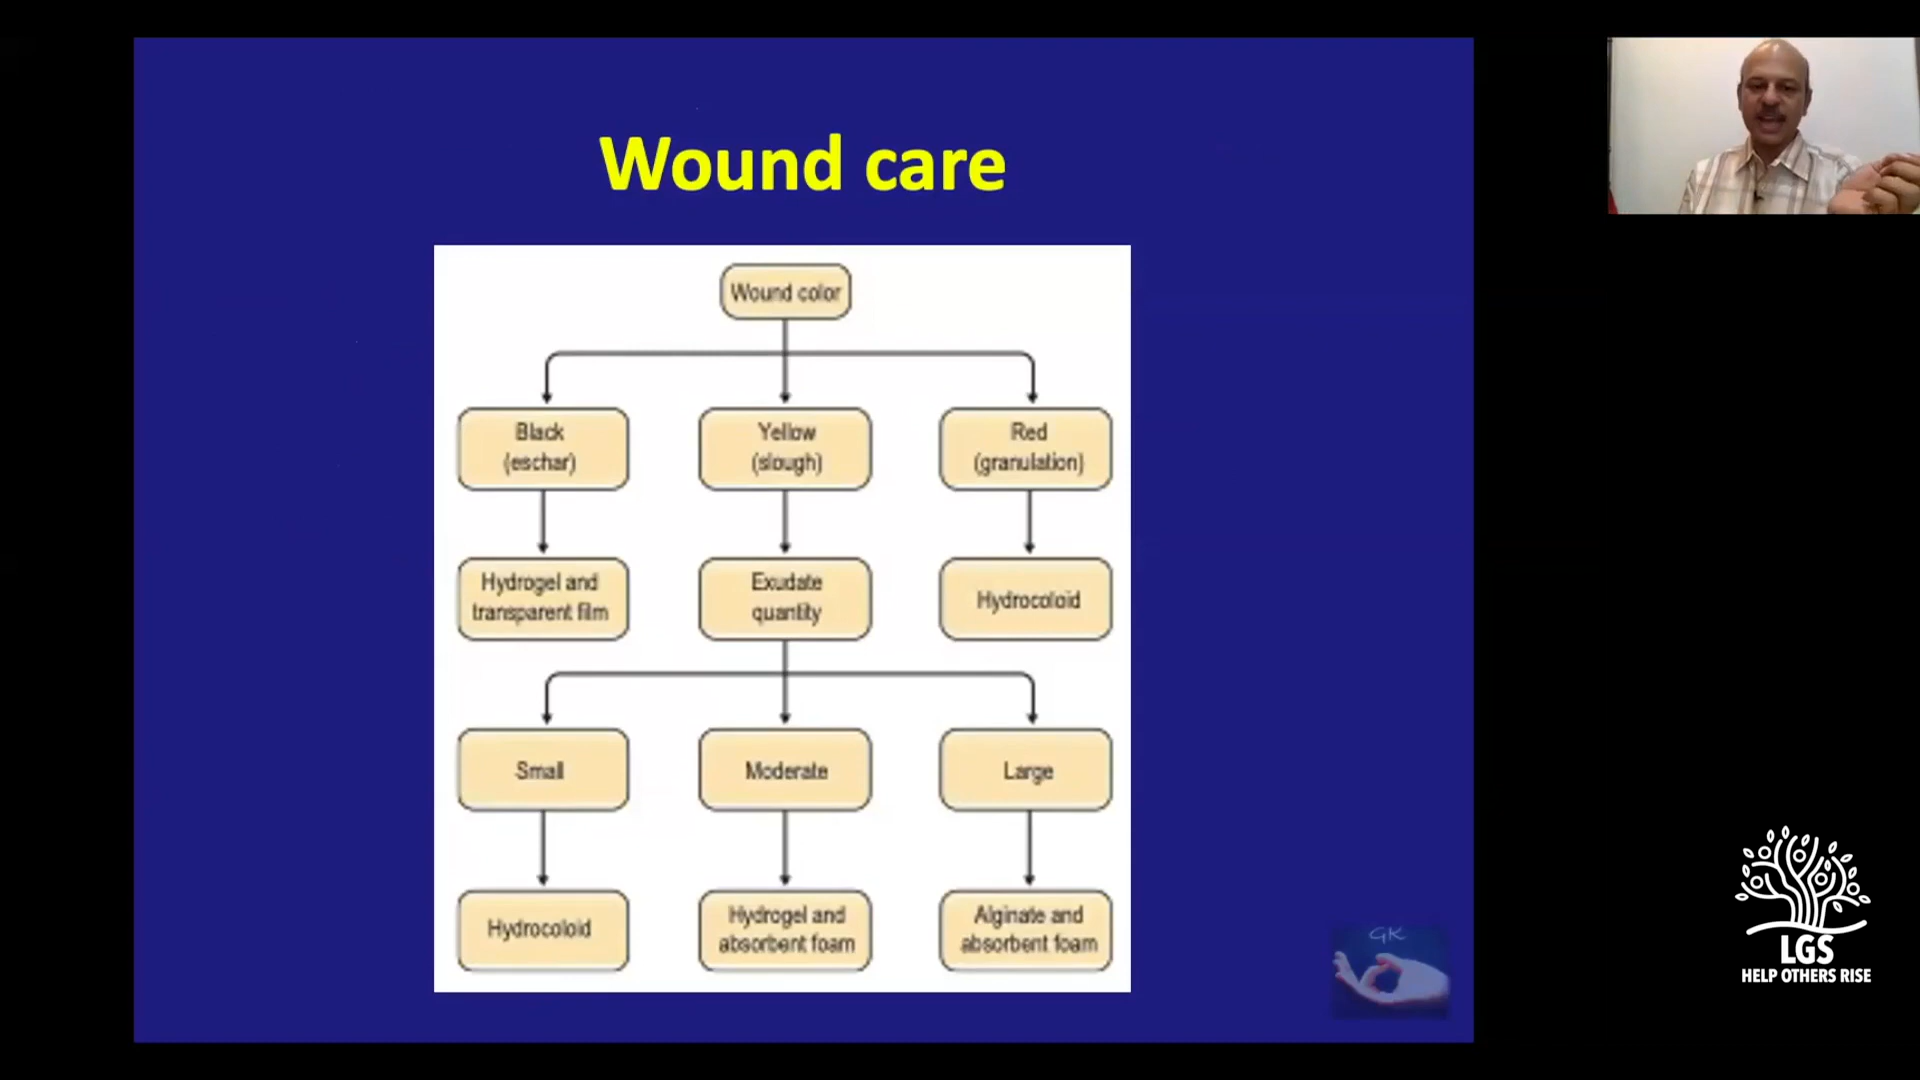 Wound care
Wound color
Black
(eschar)
Yellow
(slough)
Red
(granulation)
Hydrogel and
transparent film
Exudate
quantity
Hydrocoloid
Small
Moderate
Large
Hydrocoloid
Hydrogel and
absorbent foam
Alginate and
absorbent foam
GK
LGS
HELP OTHERS RISE